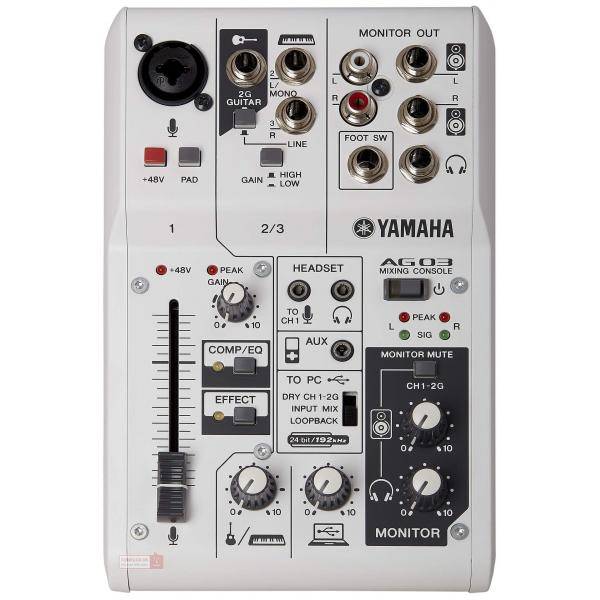 MONITOR OUT
2
L/
MONO
L
L
2G
GUITAR
R
R
3
R
LINE
FOOT SW
+48V
PAD
GAIN
HIGH
LOW
1
2/3
YAMAHA
AG03
MIXING CONSOLE
+48V
PEAK
GAIN
0
10
HEADSET
TO
CH 1
PEAK
L
R
SIG
COMP/EQ
AUX
MONITOR MUTE
CH1-2G
EFFECT
TO PC
DRY CH 1-2G
INPUT MIX
LOOPBACK
24-bit/192kHz
0
10
0
10
0
10
0
10
MONITOR